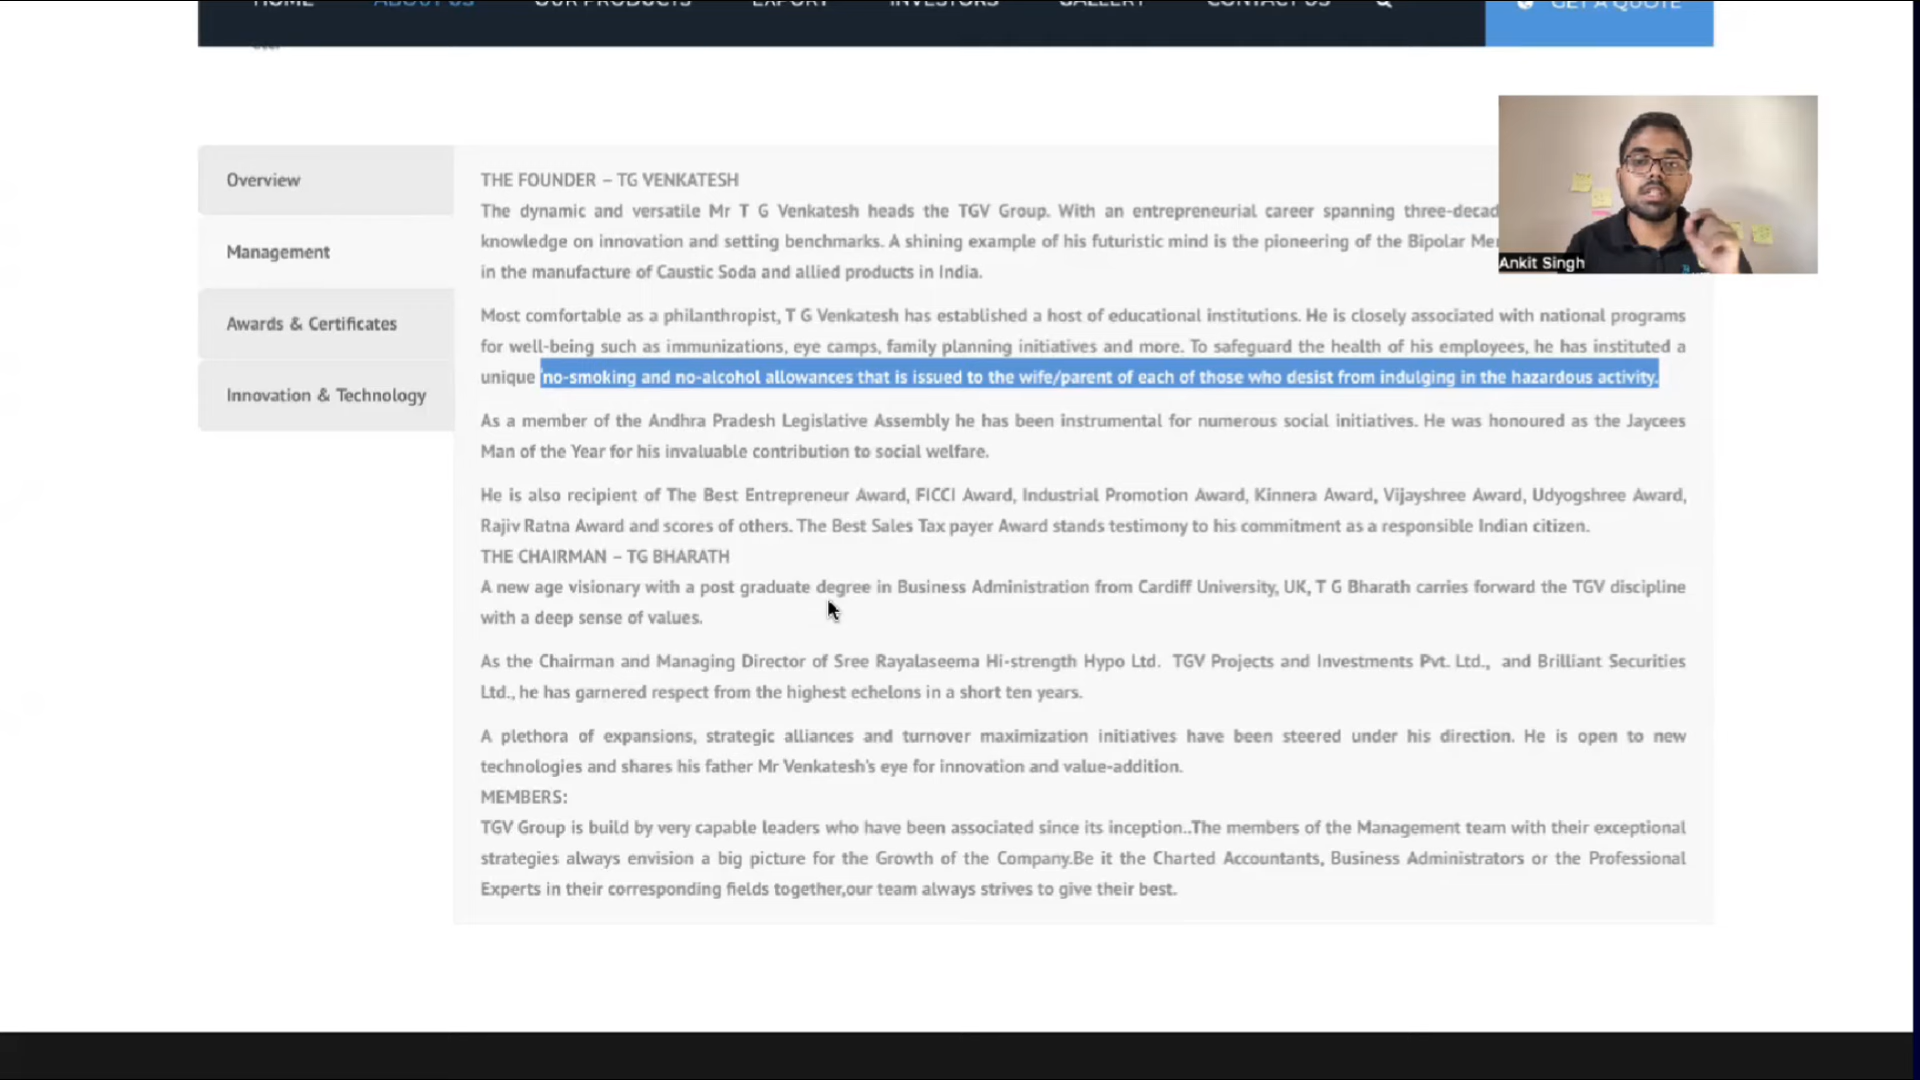 HOME ABOUT US OUR PRODUCTS EXPORT INVESTORS GALLERY CONTACT US GET A QUOTE
Overview
Management
Awards & Certificates
Innovation & Technology
THE FOUNDER – TG VENKATESH
The dynamic and versatile Mr T G Venkatesh heads the TGV Group. With an entrepreneurial career spanning
knowledge on innovation and setting benchmarks. A shining example of his futuristic mind is the pioneering of the Bipolar
in the manufacture of Caustic Soda and allied products in India.
Most comfortable as a philanthropist, T G Venkatesh has established a host of educational institutions. He is closely associated with national programs
for well-being such as immunizations, eye camps, family planning initiatives and more. To safeguard the health of his employees, he has instituted a
unique 'no-smoking and no-alcohol allowances that is issued to the wife/parent of each of those who desist from indulging in the hazardous activity.
As a member of the Andhra Pradesh Legislative Assembly he has been instrumental for numerous social initiatives. He was honoured as the Jaycees
Man of the Year for his invaluable contribution to social welfare.
He is also recipient of The Best Entrepreneur Award, FICCI Award, Industrial Promotion Award, Kinnera Award, Vijayshree Award, Udyogshree Award,
Rajiv Ratna Award and scores of others. The Best Sales Tax payer Award stands testimony to his commitment as a responsible Indian citizen.
THE CHAIRMAN – TG BHARATH
A new age visionary with a post graduate degree in Business Administration from Cardiff University, UK, T G Bharath carries forward the TGV discipline
with a deep sense of values.
As the Chairman and Managing Director of Sree Rayalaseema Hi-strength Hypo Ltd. TGV Projects and Investments Pvt. Ltd., and Brilliant Securities
Ltd., he has garnered respect from the highest echelons in a short ten years.
A plethora of expansions, strategic alliances and turnover maximization initiatives have been steered under his direction. He is open to new
technologies and shares his father Mr Venkatesh's eye for innovation and value-addition.
MEMBERS:
TGV Group is build by very capable leaders who have been associated since its inception..The members of the Management team with their exceptional
strategies always envision a big picture for the Growth of the Company.Be it the Charted Accountants, Business Administrators or the Professional
Experts in their corresponding fields together,our team always strives to give their best.
Ankit Singh